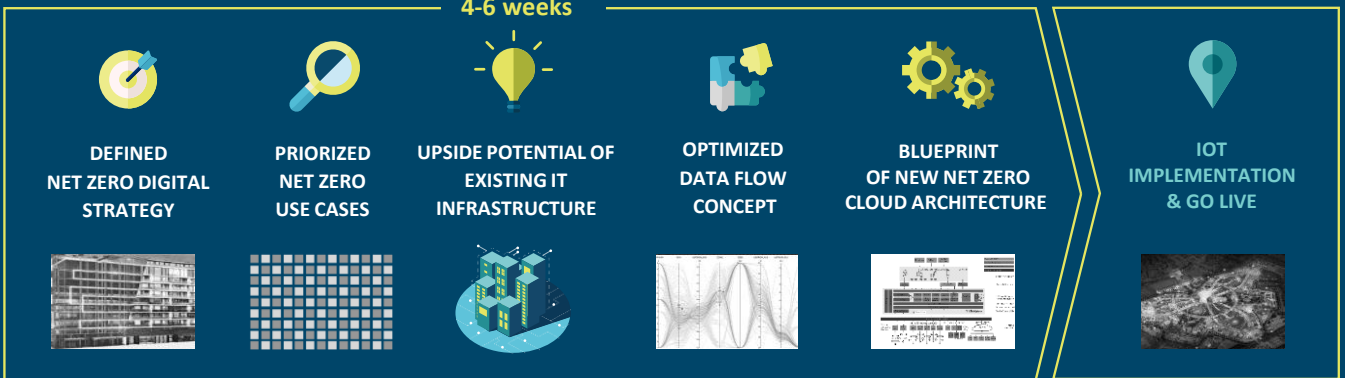 4-6 weeks
DEFINED
NET ZERO DIGITAL
STRATEGY
PRIORIZED
NET ZERO
USE CASES
UPSIDE POTENTIAL OF
EXISTING IT
INFRASTRUCTURE
OPTIMIZED
DATA FLOW
CONCEPT
BLUEPRINT
OF NEW NET ZERO
CLOUD ARCHITECTURE
IOT
IMPLEMENTATION
& GO LIVE